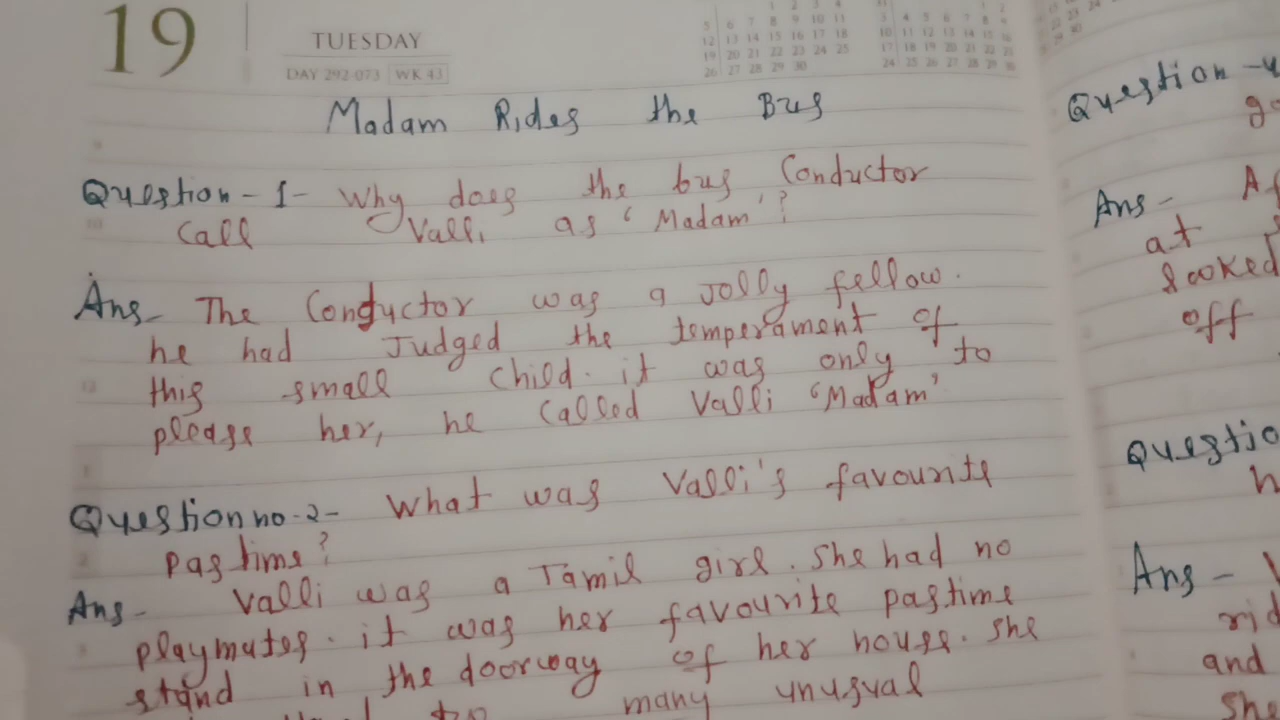 19
TUESDAY
DAY 292-073 WK 43
Madam Rides the Bus
Question-1- Why does the bus Conductor
Call Valli as 'Madam'?
Ans- The Conductor was a Jolly fellow.
he had Judged the temperament of
this small Child. it was only to
please her, he Called Valli 'Madam'
Question no-2- What was Valli's favourite
pastime?
Ans- Valli was a Tamil girl. She had no
playmates. it was her favourite pastime
stand in the doorway of her house. She
many unusual
Question
Ans-
at
looked
off
Ans-
and
She